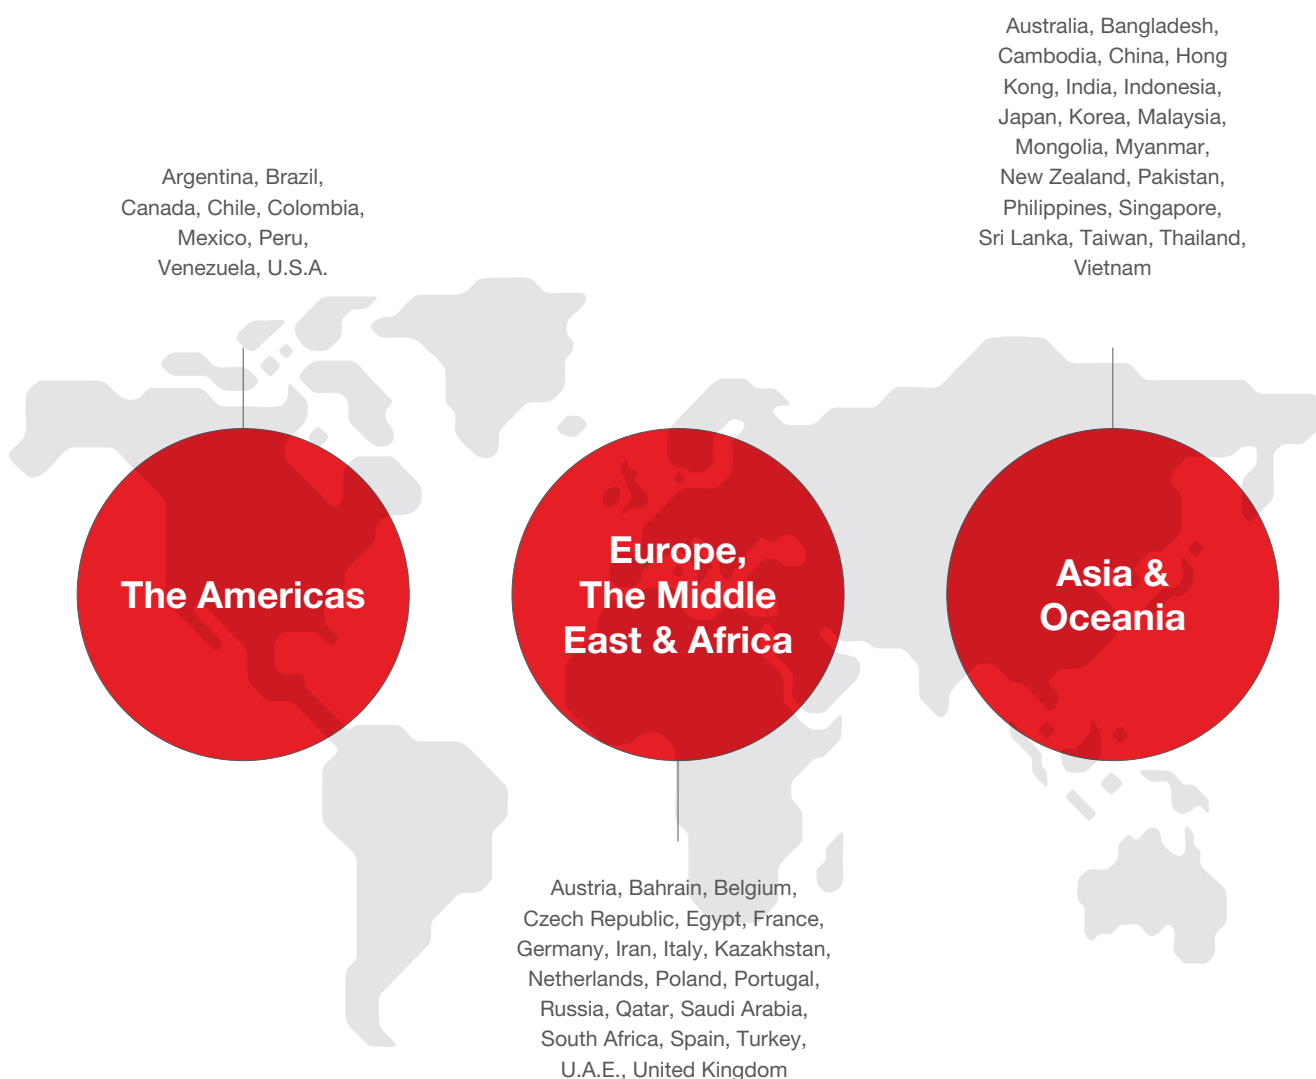 Argentina, Brazil,
Canada, Chile, Colombia,
Mexico, Peru,
Venezuela, U.S.A.
The Americas
Europe,
The Middle
East & Africa
Austria, Bahrain, Belgium,
Czech Republic, Egypt, France,
Germany, Iran, Italy, Kazakhstan,
Netherlands, Poland, Portugal,
Russia, Qatar, Saudi Arabia,
South Africa, Spain, Turkey,
U.A.E., United Kingdom
Australia, Bangladesh,
Cambodia, China, Hong
Kong, India, Indonesia,
Japan, Korea, Malaysia,
Mongolia, Myanmar,
New Zealand, Pakistan,
Philippines, Singapore,
Sri Lanka, Taiwan, Thailand,
Vietnam
Asia &
Oceania